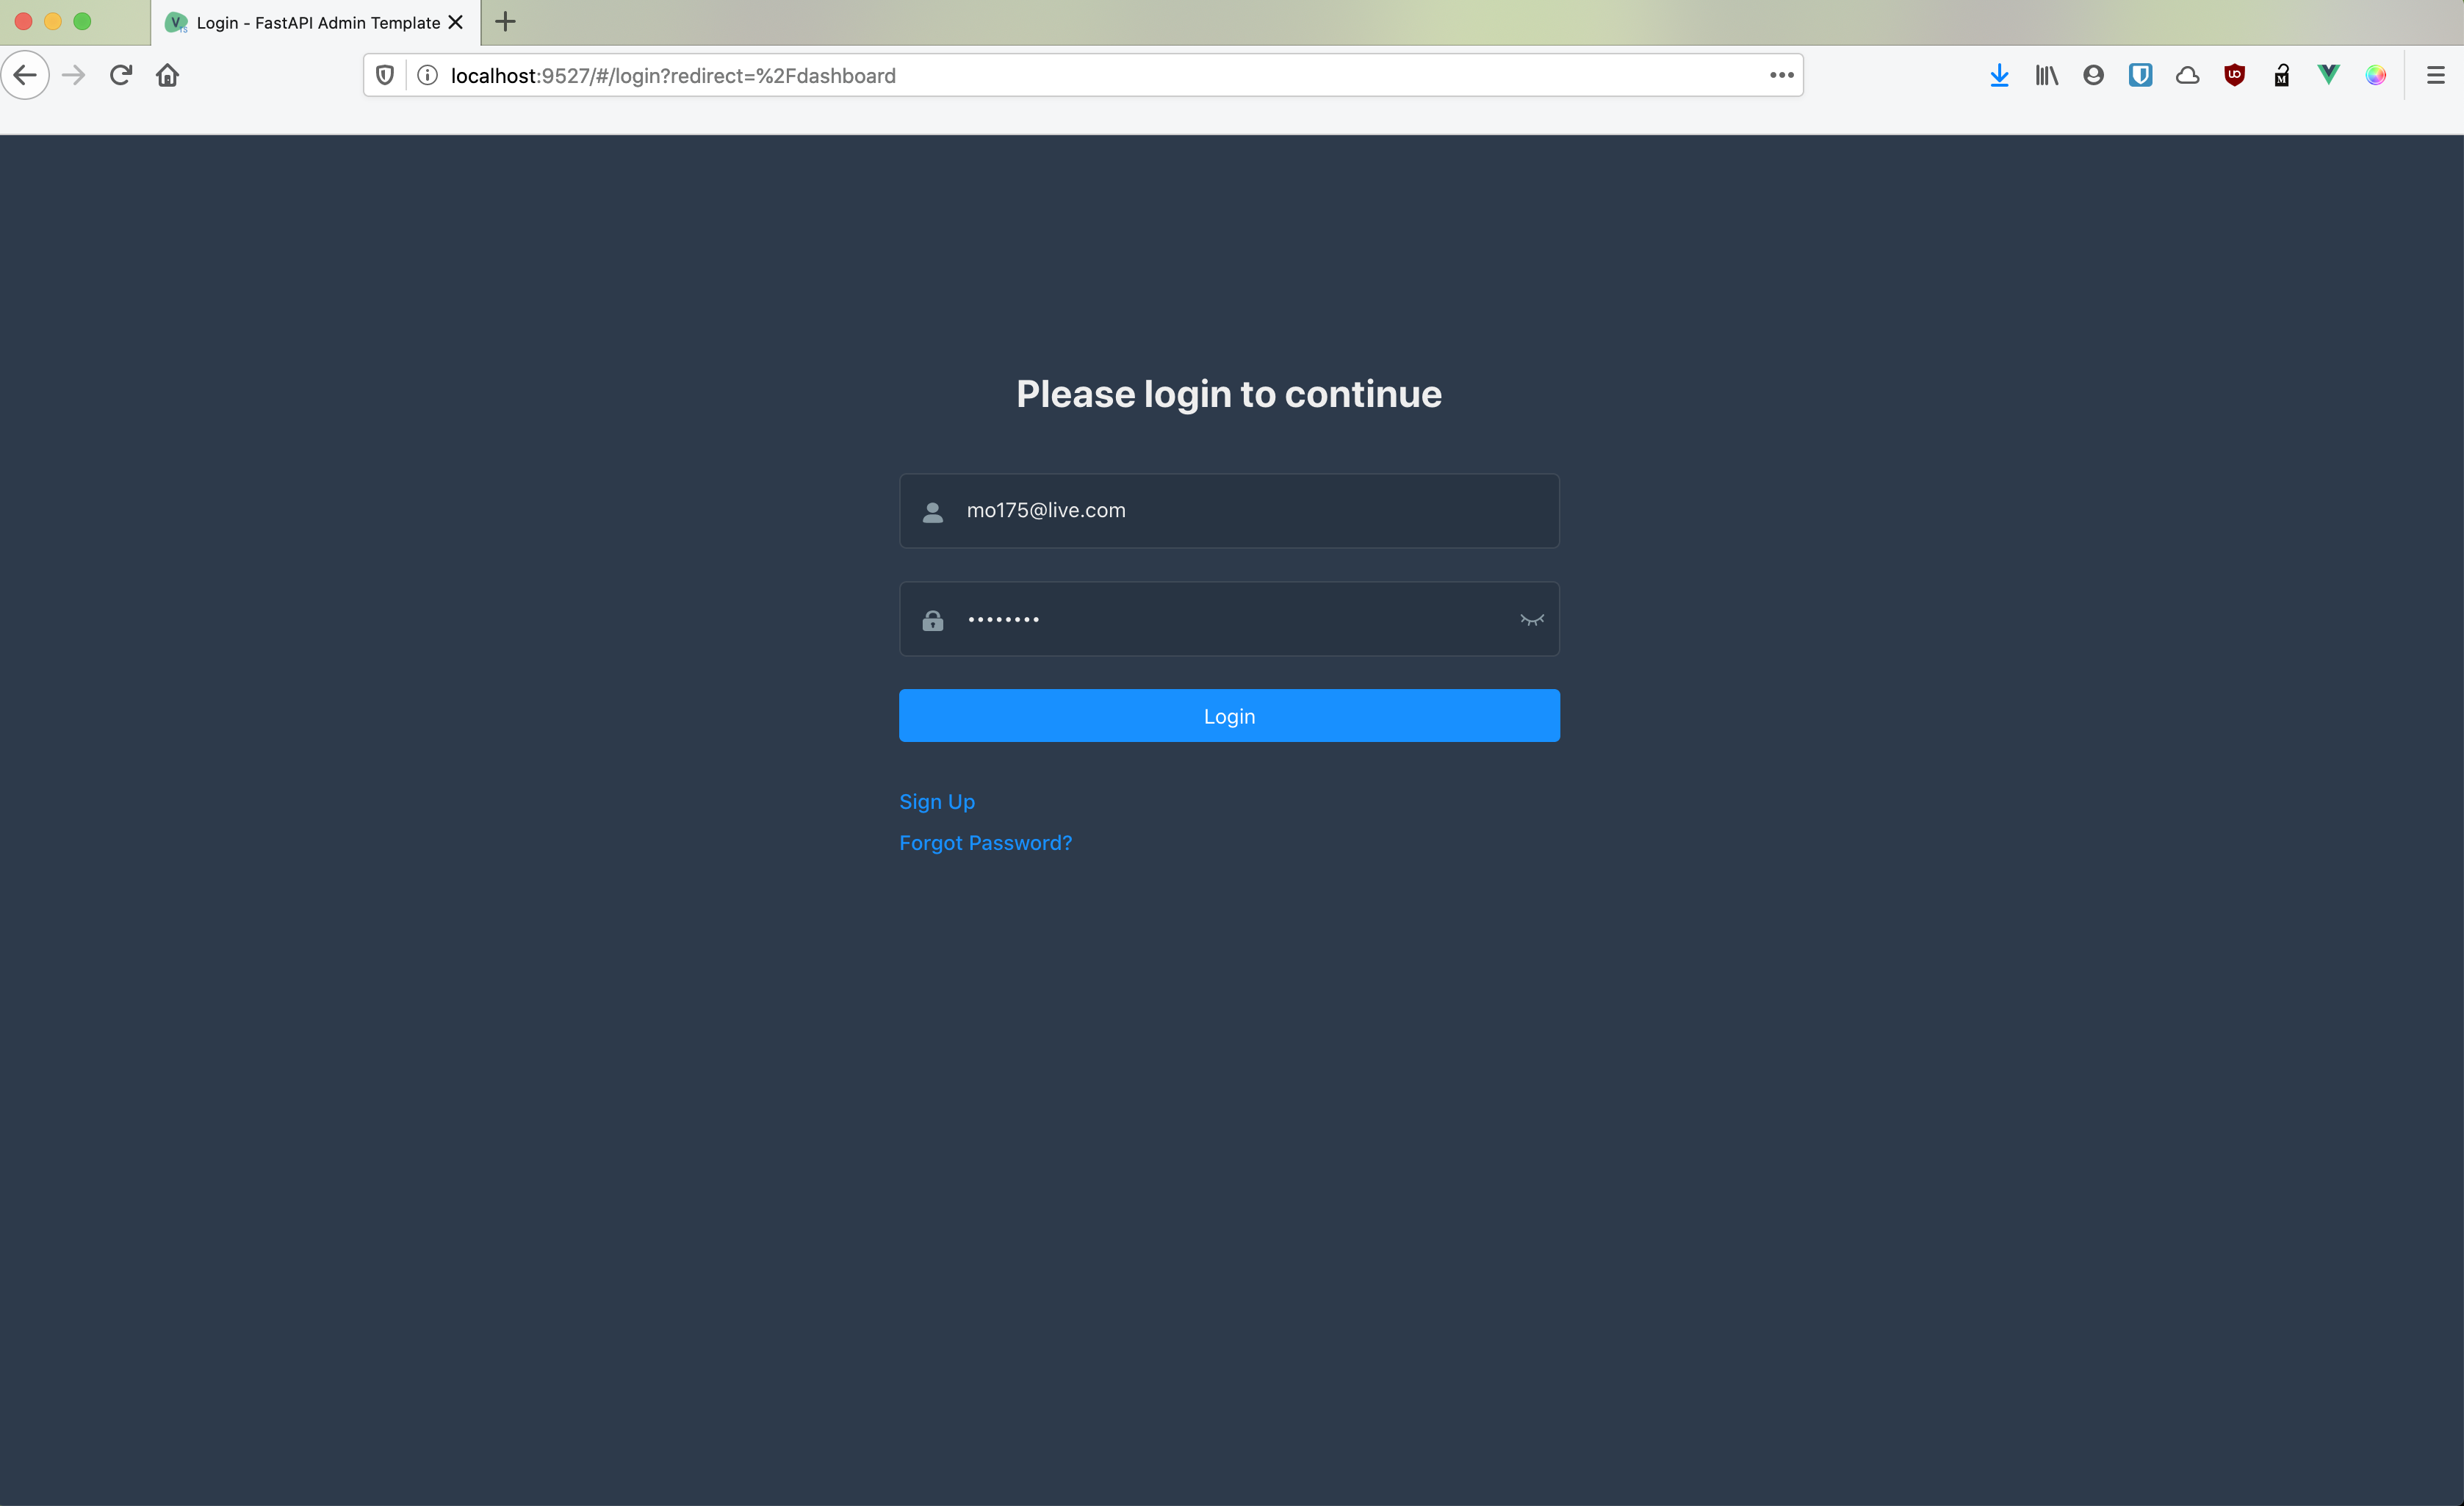 Login - FastAPI Admin Template
localhost:9527/#/login?redirect=%2Fdashboard
Please login to continue
mo175@live.com
••••••••
Login
Sign Up
Forgot Password?